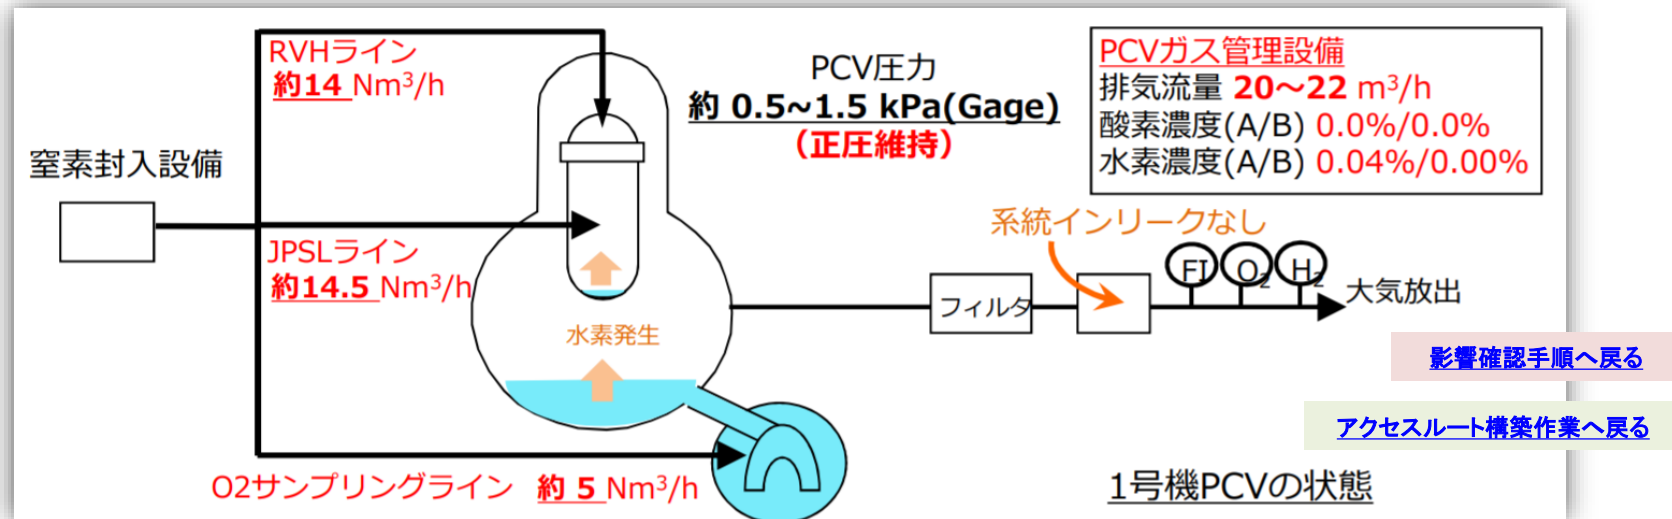 RVHライン
約14 Nm³/h
PCV圧力
約 0.5~1.5 kPa(Gage)
（正圧維持）
PCVガス管理設備
排気流量 20～22 m³/h
酸素濃度(A/B) 0.0%/0.0%
水素濃度(A/B) 0.04%/0.00%
窒素封入設備
JPSLライン
約14.5 Nm³/h
水素発生
系統インリークなし
フィルタ
FI
O₂
H₂
大気放出
影響確認手順へ戻る
アクセスルート構築作業へ戻る
O2サンプリングライン 約 5 Nm³/h
1号機PCVの状態